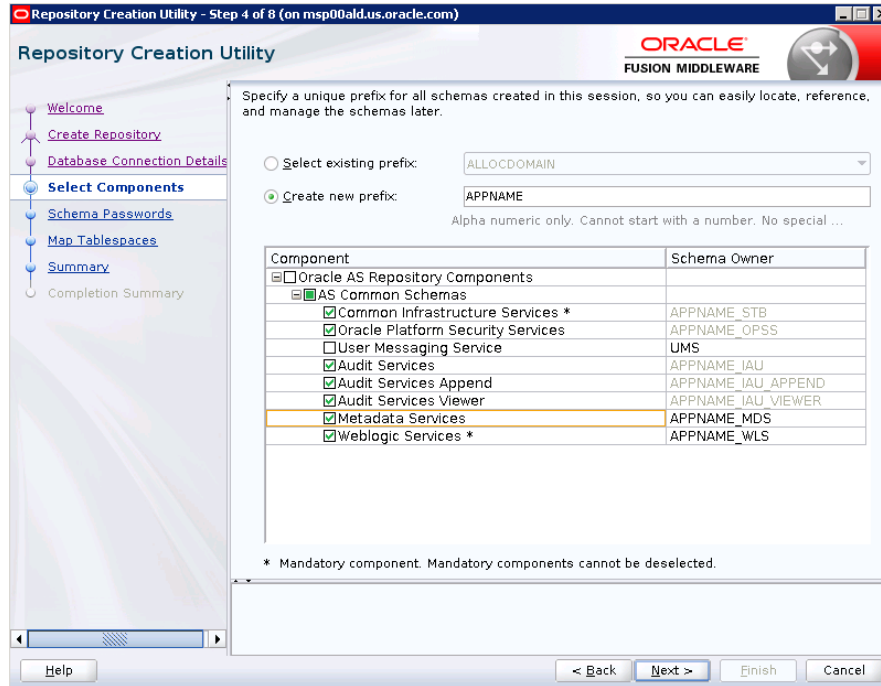 Repository Creation Utility - Step 4 of 8 (on msp00ald.us.oracle.com)
Repository Creation Utility
ORACLE
FUSION MIDDLEWARE
Welcome
Create Repository
Database Connection Details
Select Components
Schema Passwords
Map Tablespaces
Summary
Completion Summary
Specify a unique prefix for all schemas created in this session, so you can easily locate, reference,
and manage the schemas later.
Select existing prefix: ALLOCDOMAIN
Create new prefix: APPNAME
Alpha numeric only. Cannot start with a number. No special ...
Component Schema Owner
Oracle AS Repository Components
AS Common Schemas
Common Infrastructure Services * APPNAME_STB
Oracle Platform Security Services APPNAME_OPSS
User Messaging Service UMS
Audit Services APPNAME_IAU
Audit Services Append APPNAME_IAU_APPEND
Audit Services Viewer APPNAME_IAU_VIEWER
Metadata Services APPNAME_MDS
Weblogic Services * APPNAME_WLS
* Mandatory component. Mandatory components cannot be deselected.
Help < Back Next > Finish Cancel